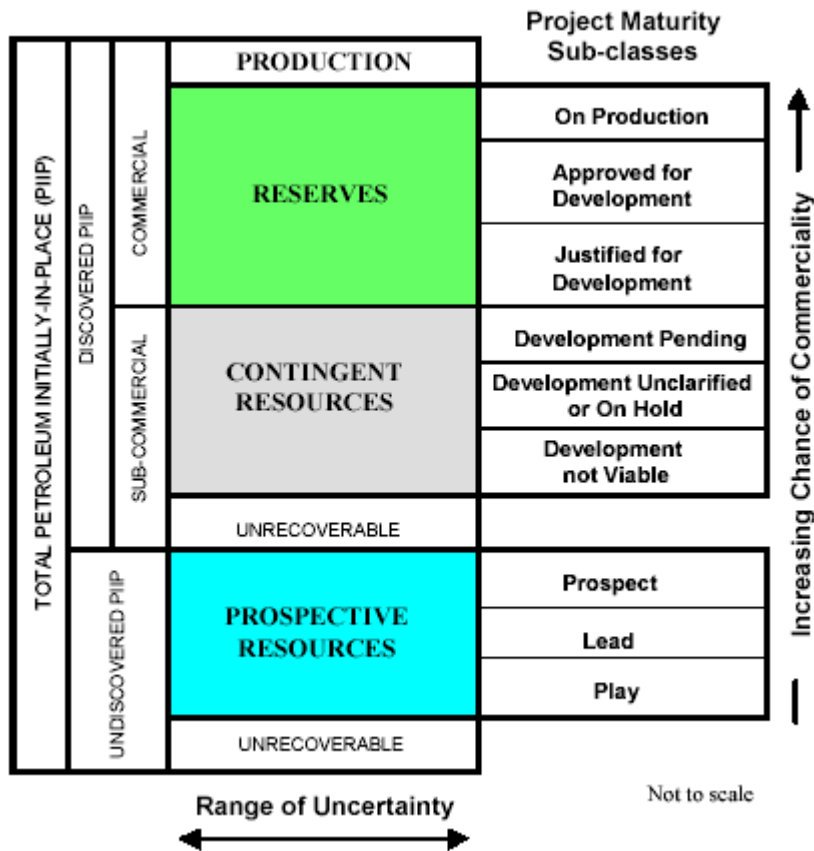 Project Maturity
Sub-classes
PRODUCTION
On Production
RESERVES
Approved for
Development
Justified for
Development
CONTINGENT
RESOURCES
Development Pending
Development Unclarified
or On Hold
Development
not Viable
UNRECOVERABLE
PROSPECTIVE
RESOURCES
Prospect
Lead
Play
UNRECOVERABLE
TOTAL PETROLEUM INITIALLY-IN-PLACE (PIIP)
DISCOVERED PIIP
UNDISCOVERED PIIP
COMMERCIAL
SUB-COMMERCIAL
Increasing Chance of Commerciality
Range of Uncertainty
Not to scale